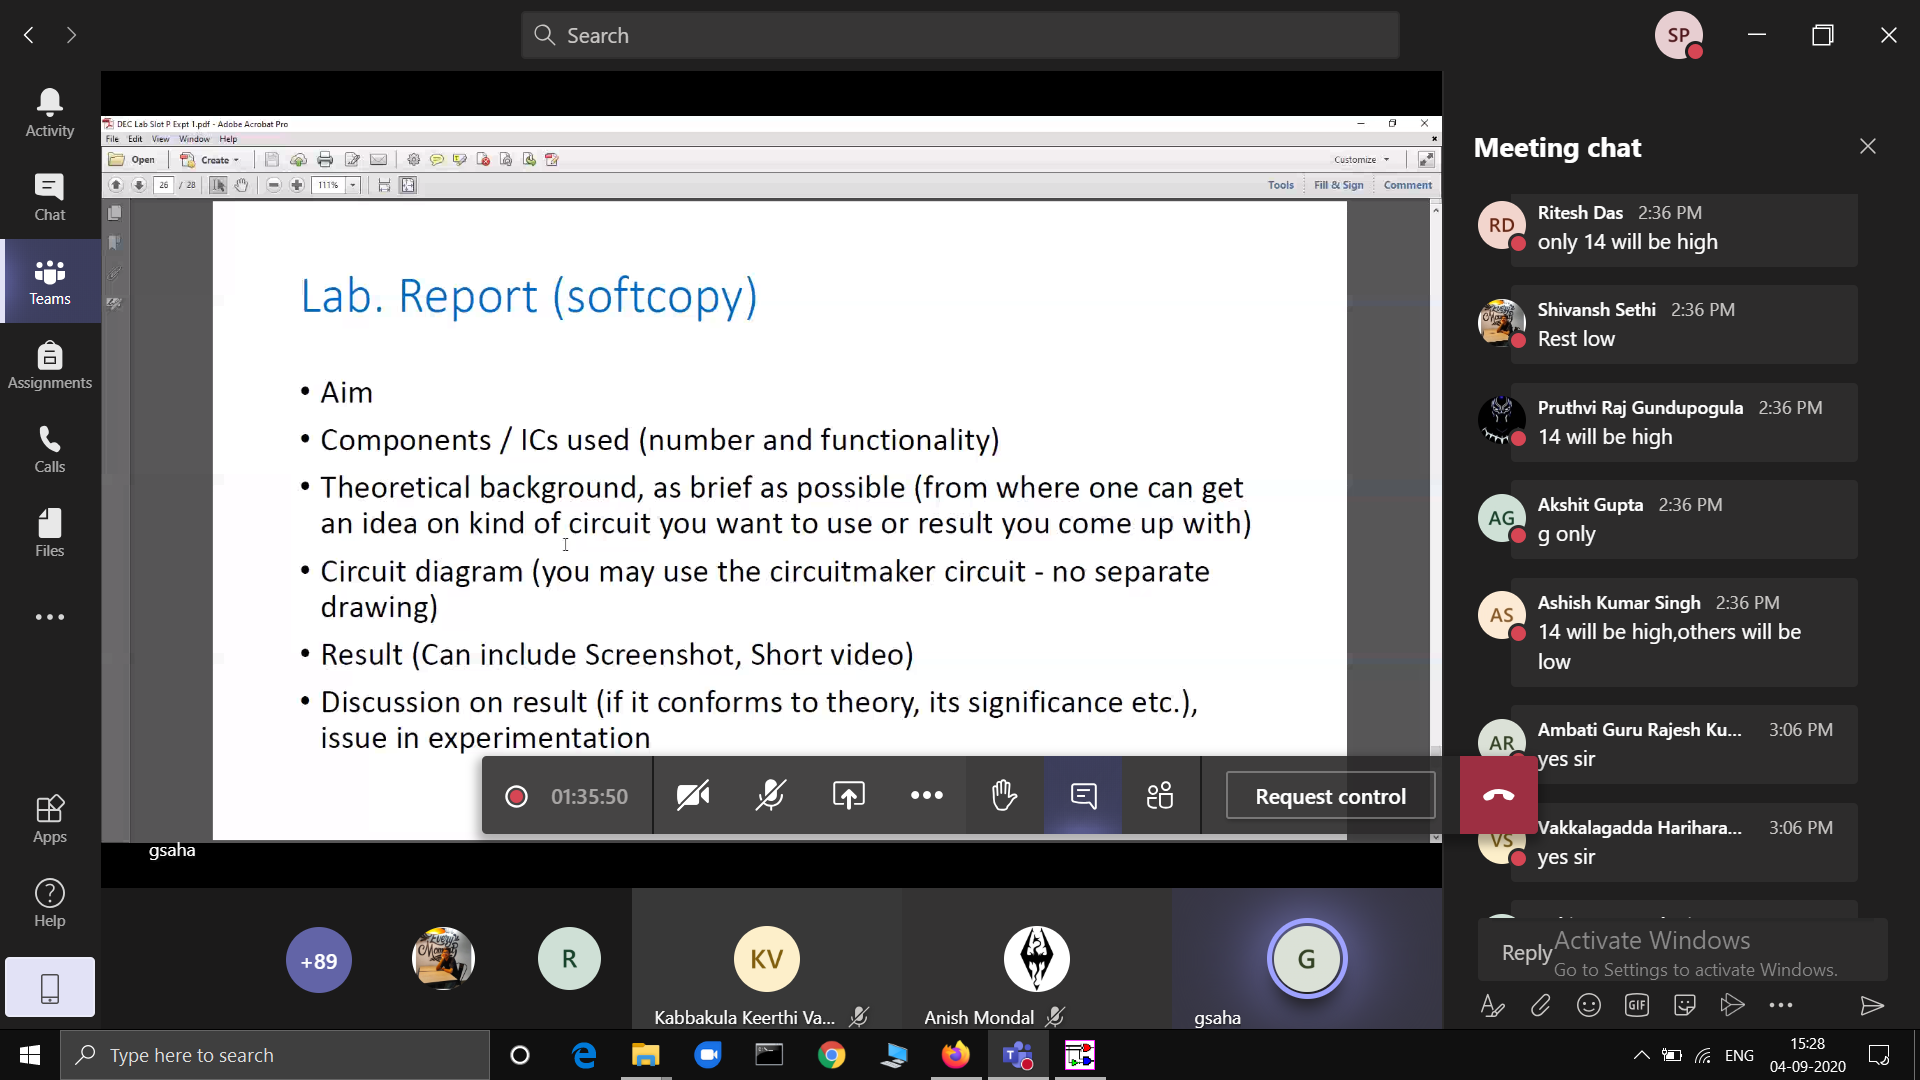 Search
SP
Activity
Chat
Teams
Assignments
Calls
Files
Apps
Help
DEC Lab Slot P Expt 1.pdf - Adobe Acrobat Pro
File Edit View Window Help
Open Create Customize
26 / 28 111% Tools Fill & Sign Comment
Lab. Report (softcopy)
• Aim
• Components / ICs used (number and functionality)
• Theoretical background, as brief as possible (from where one can get
an idea on kind of circuit you want to use or result you come up with)
• Circuit diagram (you may use the circuitmaker circuit - no separate
drawing)
• Result (Can include Screenshot, Short video)
• Discussion on result (if it conforms to theory, its significance etc.),
issue in experimentation
01:35:50 Request control
gsaha
+89
R
KV
Kabbakula Keerthi Va...
Anish Mondal
G
gsaha
Meeting chat
RD
Ritesh Das 2:36 PM
only 14 will be high
Shivansh Sethi 2:36 PM
Rest low
Pruthvi Raj Gundupogula 2:36 PM
14 will be high
AG
Akshit Gupta 2:36 PM
g only
AS
Ashish Kumar Singh 2:36 PM
14 will be high,others will be
low
AR
Ambati Guru Rajesh Ku... 3:06 PM
yes sir
VS
Vakkalagadda Harihara... 3:06 PM
yes sir
Reply
Activate Windows
Go to Settings to activate Windows.
GIF
Type here to search
ENG
15:28
04-09-2020